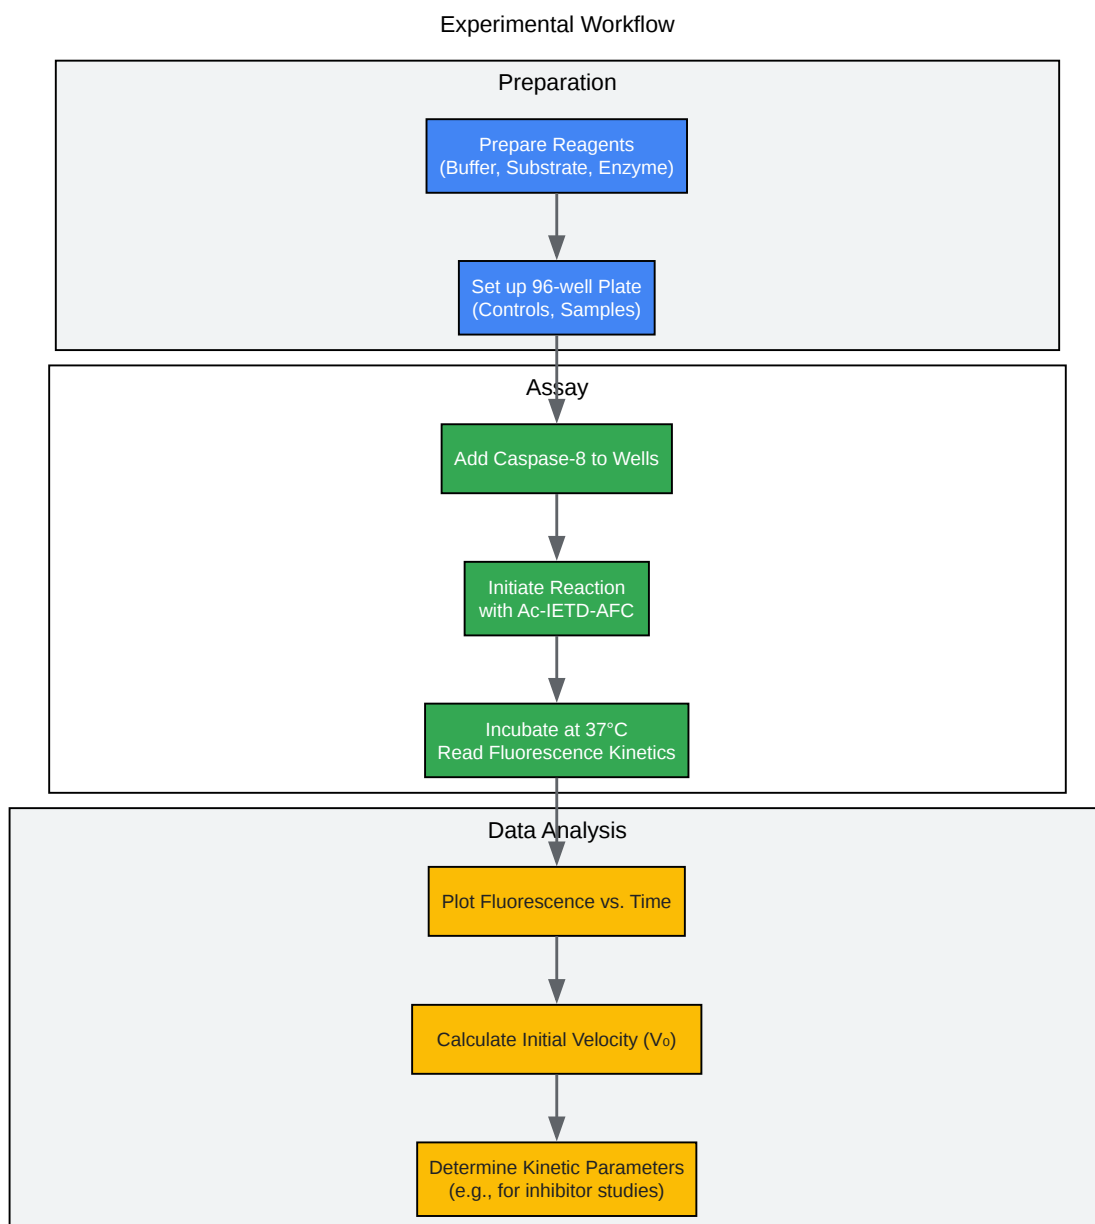 Experimental Workflow
Preparation
Prepare Reagents
(Buffer, Substrate, Enzyme)
Set up 96-well Plate
(Controls, Samples)
Assay
Add Caspase-8 to Wells
Initiate Reaction
with Ac-IETD-AFC
Incubate at 37°C
Read Fluorescence Kinetics
Data Analysis
Plot Fluorescence vs. Time
Calculate Initial Velocity (V₀)
Determine Kinetic Parameters
(e.g., for inhibitor studies)